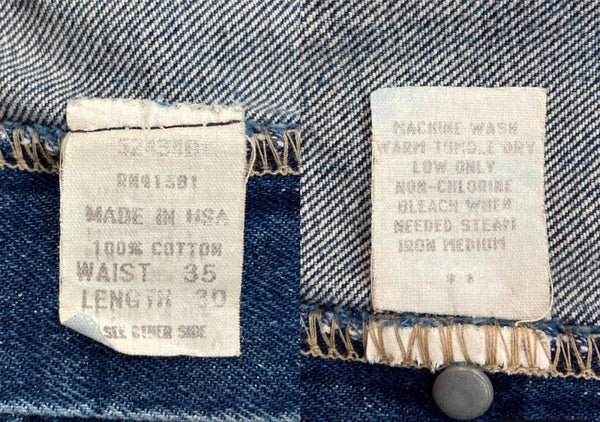 RN41381
MADE IN USA
100% COTTON
WAIST 35
LENGTH 30
SEE OTHER SIDE
MACHINE WASH
WARM TUMBLE DRY
LOW ONLY
NON-CHLORINE
BLEACH WHEN
NEEDED STEAM
IRON MEDIUM
* *